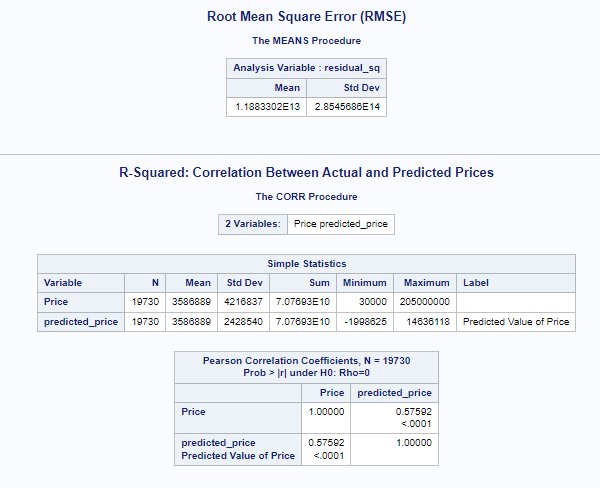 Root Mean Square Error (RMSE)
The MEANS Procedure
Analysis Variable : residual_sq
Mean Std Dev
1.1883302E13 2.8545686E14
R-Squared: Correlation Between Actual and Predicted Prices
The CORR Procedure
2 Variables: Price predicted_price
Simple Statistics
Variable N Mean Std Dev Sum Minimum Maximum Label
Price 19730 3586889 4216837 7.07693E10 30000 205000000
predicted_price 19730 3586889 2428540 7.07693E10 -1998625 14636118 Predicted Value of Price
Pearson Correlation Coefficients, N = 19730
Prob > |r| under H0: Rho=0
Price predicted_price
Price 1.00000 0.57592
<.0001
predicted_price 0.57592 1.00000
Predicted Value of Price <.0001